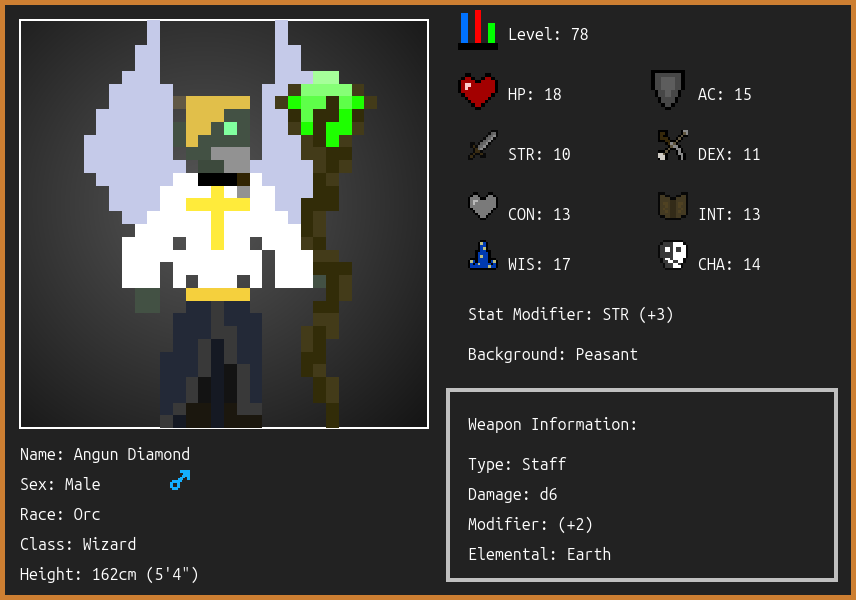 Level: 78
HP: 18
AC: 15
STR: 10
DEX: 11
CON: 13
INT: 13
WIS: 17
CHA: 14
Stat Modifier: STR (+3)
Background: Peasant
Weapon Information:
Type: Staff
Damage: d6
Modifier: (+2)
Elemental: Earth
Name: Angun Diamond
Sex: Male
Race: Orc
Class: Wizard
Height: 162cm (5'4")